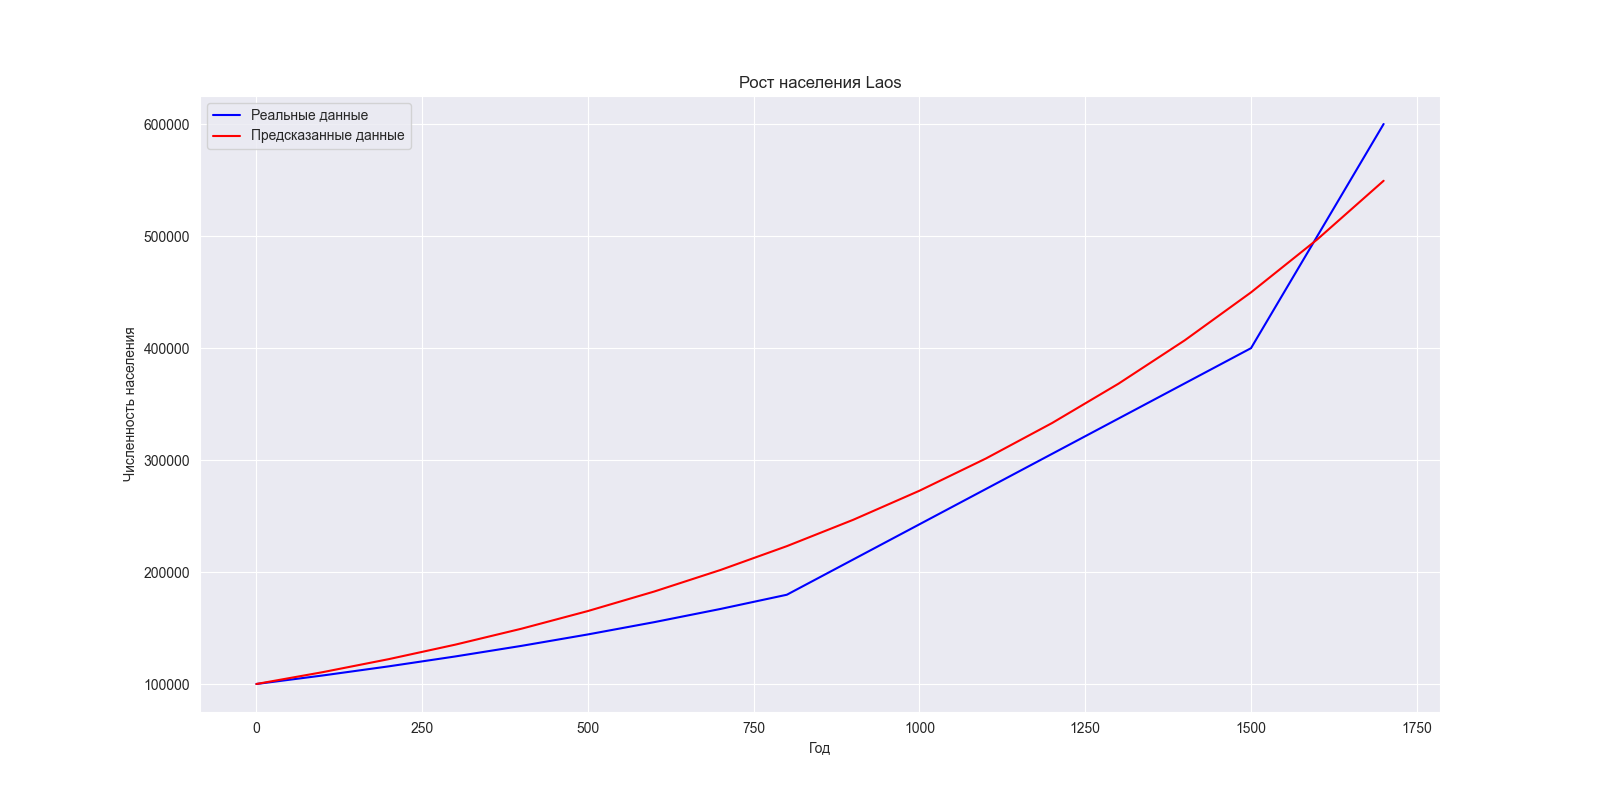 Рост населения Laos
Реальные данные
Предсказанные данные
600000
500000
400000
300000
200000
100000
Численность населения
0
250
500
750
1000
1250
1500
1750
Год